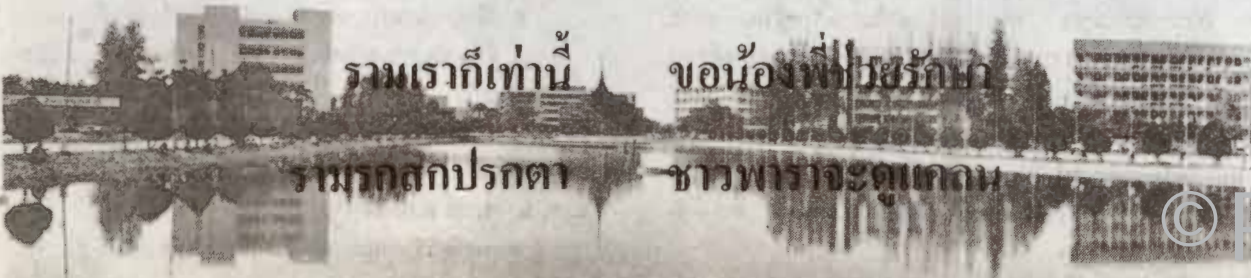 รามเราก็เท่านี้ ขอน้องพี่ช่วยรักษา
รามรกสกปรกตา ชาวพาราจะดูแคลน
©